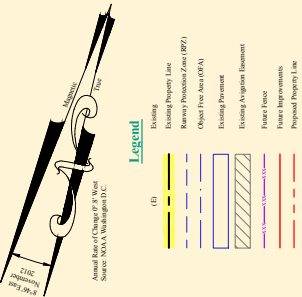 Magnetic
True
8°46' East
November
2012
Annual Rate of Change 0° 8' West
Source: NOAA Washington D.C.
Legend
(E) Existing
Existing Property Line
Runway Protection Zone (RPZ)
Object Free Area (OFA)
Existing Pavement
Existing Avigation Easement
Future Fence
Future Improvements
Proposed Property Line